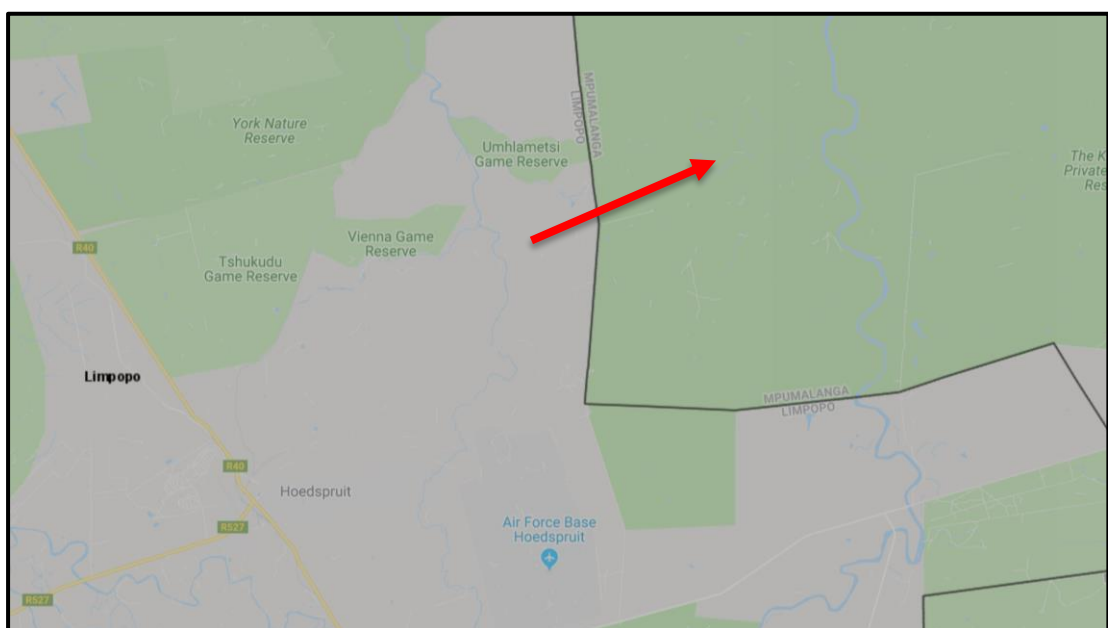 York Nature
Reserve
Umhlametsi
Game Reserve
MPUMALANGA
LIMPOPO
The K
Private
Res
R40
Vienna Game
Reserve
Tshukudu
Game Reserve
Limpopo
MPUMALANGA
LIMPOPO
R40
Hoedspruit
R527
Air Force Base
Hoedspruit
R527